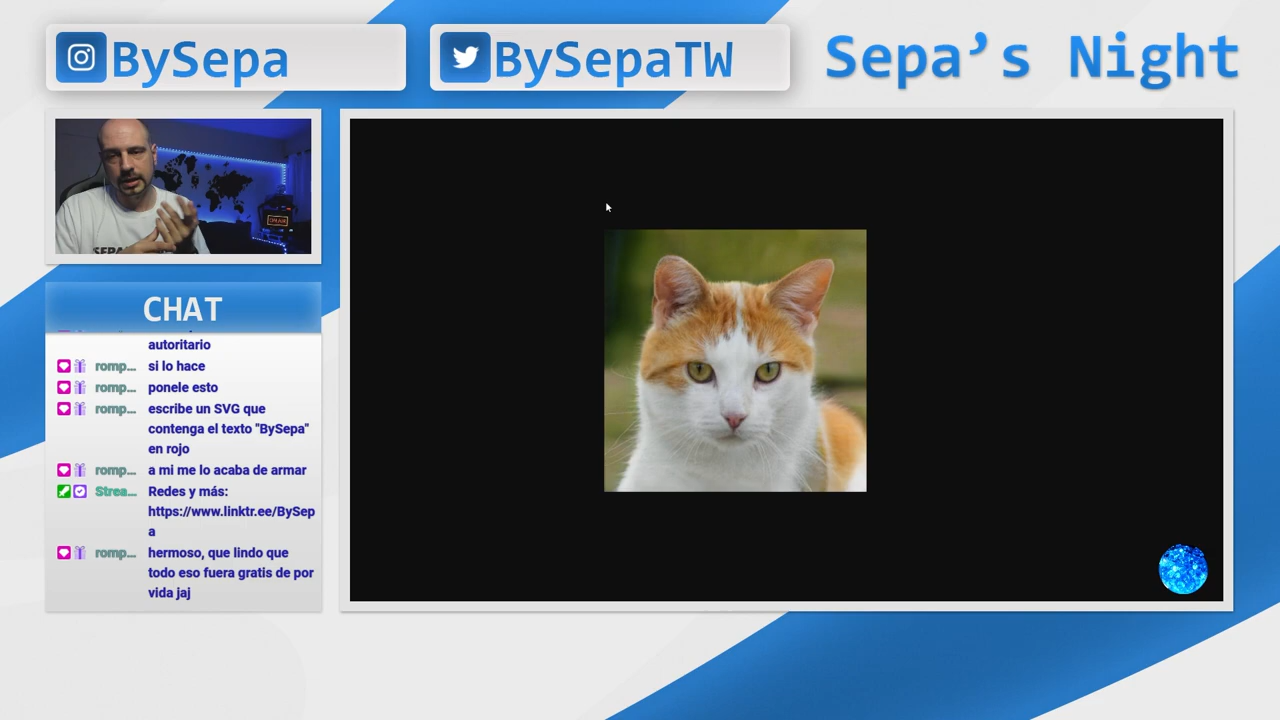 BySepa
BySepaTW
Sepa’s Night
CHAT
autoritario
romp... si lo hace
romp... ponele esto
romp... escribe un SVG que
contenga el texto "BySepa"
en rojo
romp... a mi me lo acaba de armar
Strea... Redes y más:
https://www.linktr.ee/BySep
a
romp... hermoso, que lindo que
todo eso fuera gratis de por
vida jaj